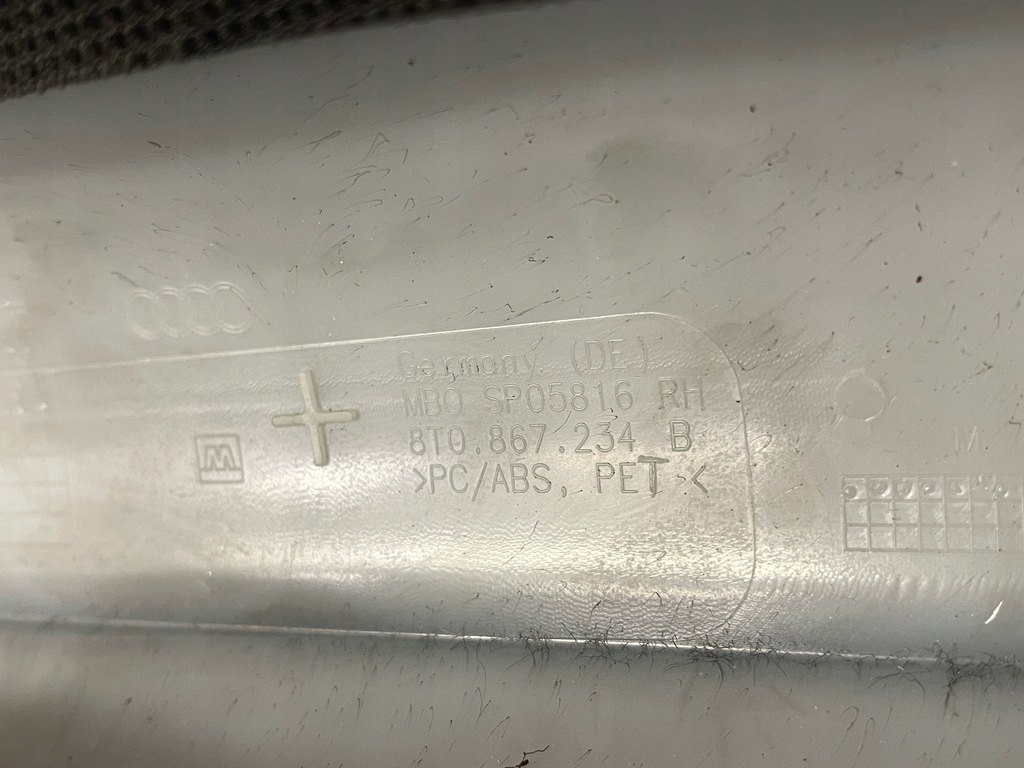 Germany (DE)
MBO SP05816 RH
8T0.867.234 B
>PC/ABS, PET<
M
M